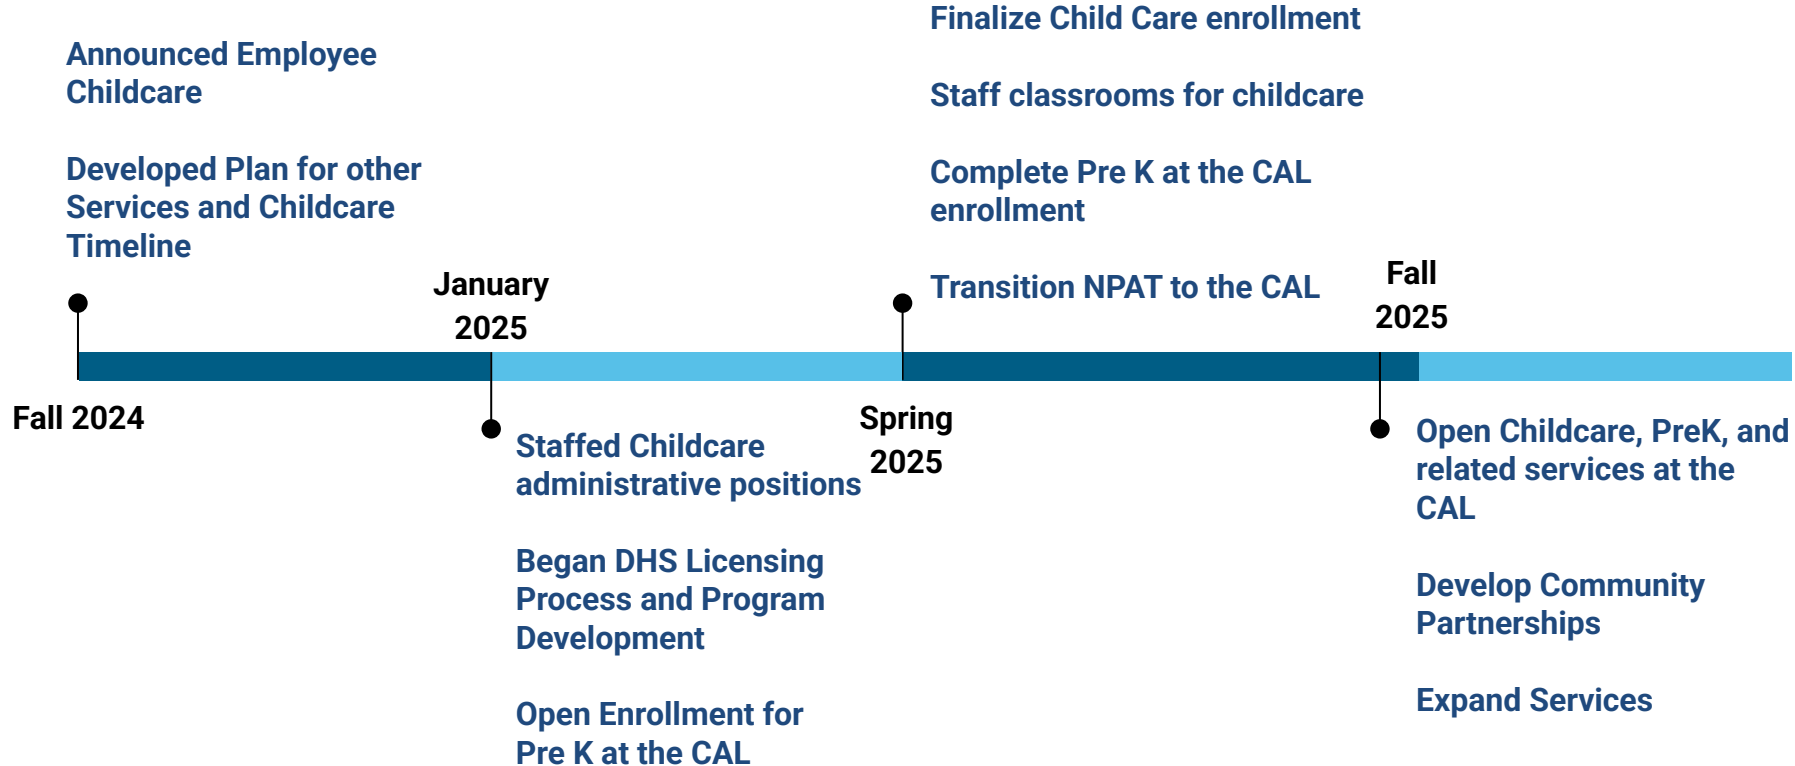 Announced Employee
Childcare
Developed Plan for other
Services and Childcare
Timeline
Fall 2024
January
2025
Staffed Childcare
administrative positions
Began DHS Licensing
Process and Program
Development
Open Enrollment for
Pre K at the CAL
Finalize Child Care enrollment
Staff classrooms for childcare
Complete Pre K at the CAL
enrollment
Transition NPAT to the CAL
Spring
2025
Fall
2025
Open Childcare, PreK, and
related services at the
CAL
Develop Community
Partnerships
Expand Services